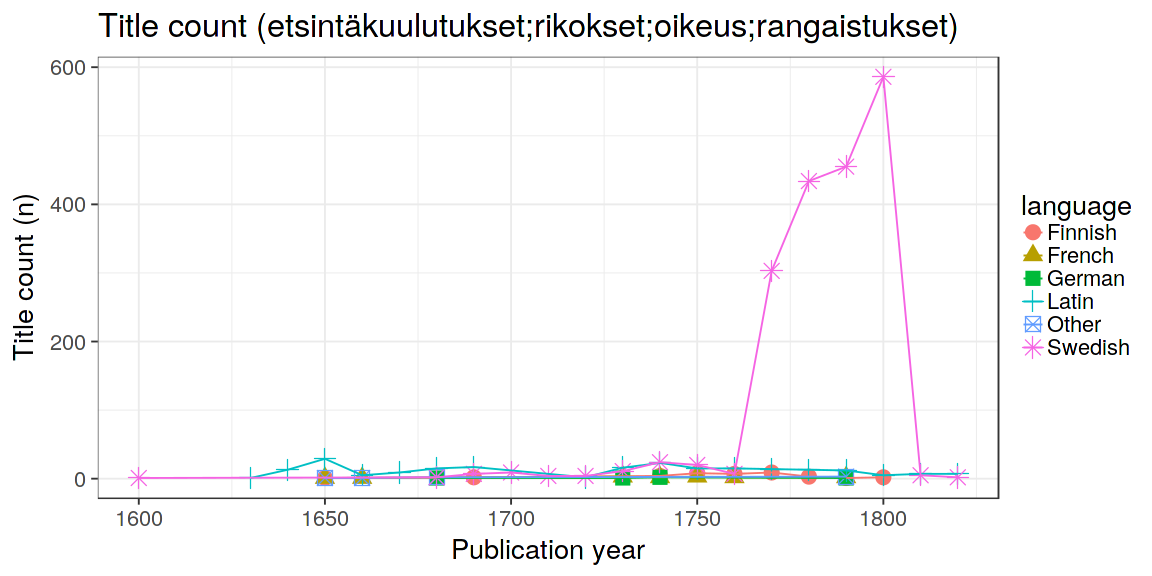 Title count (etsintäkuulutukset;rikokset;oikeus;rangaistukset)
600
400
200
0
Title count (n)
1600 1650 1700 1750 1800
Publication year
language
Finnish
French
German
Latin
Other
Swedish